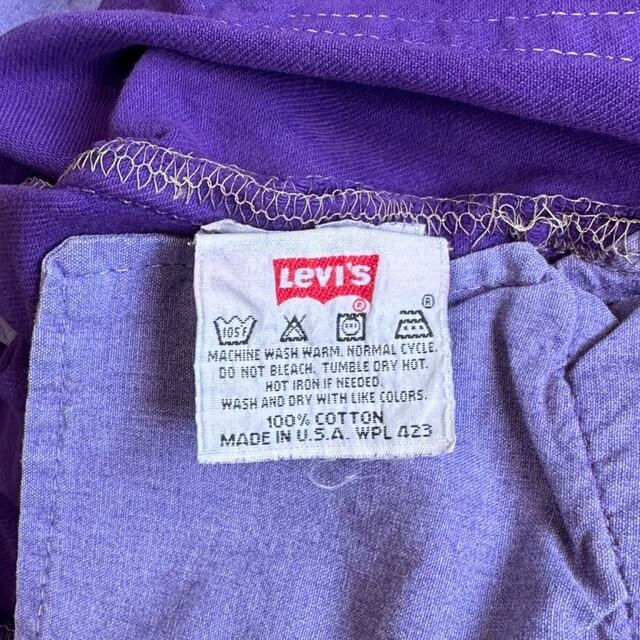 Levi's
®
®
105°F
MACHINE WASH WARM. NORMAL CYCLE.
DO NOT BLEACH. TUMBLE DRY HOT.
HOT IRON IF NEEDED.
WASH AND DRY WITH LIKE COLORS.
100% COTTON
MADE IN U.S.A. WPL 423